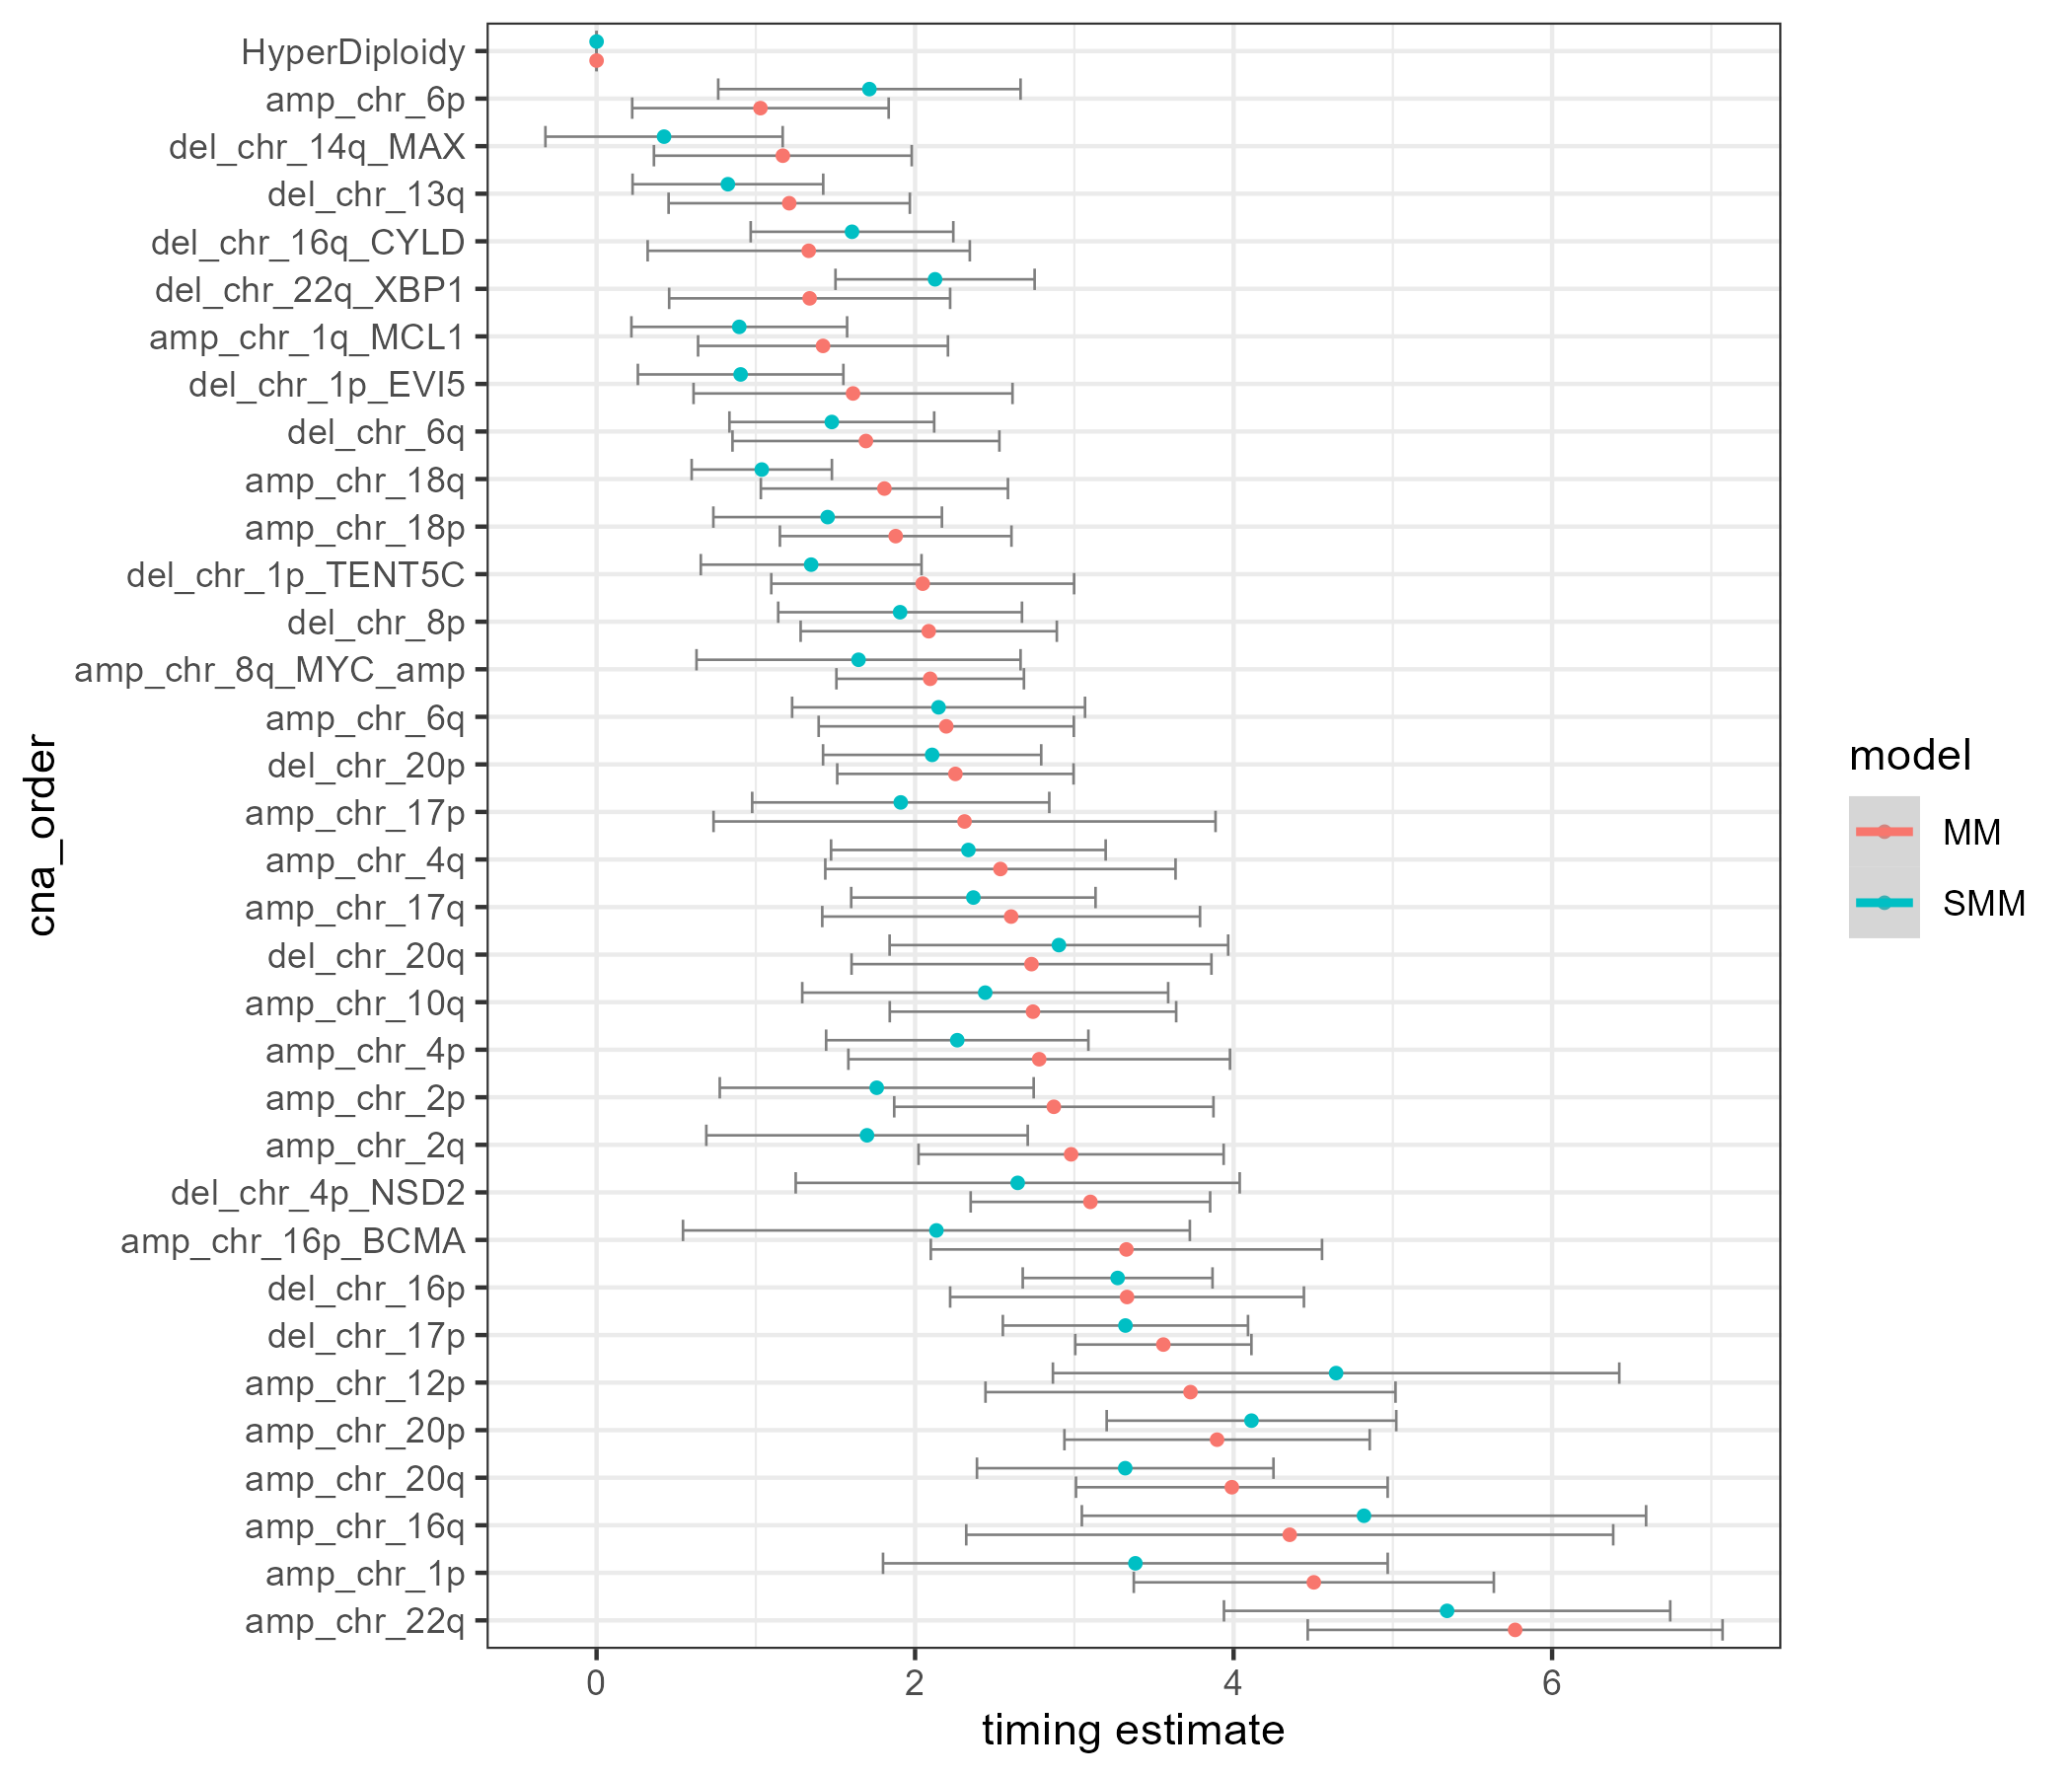 cna_order
HyperDiploidy
amp_chr_6p
del_chr_14q_MAX
del_chr_13q
del_chr_16q_CYLD
del_chr_22q_XBP1
amp_chr_1q_MCL1
del_chr_1p_EVI5
del_chr_6q
amp_chr_18q
amp_chr_18p
del_chr_1p_TENT5C
del_chr_8p
amp_chr_8q_MYC_amp
amp_chr_6q
del_chr_20p
amp_chr_17p
amp_chr_4q
amp_chr_17q
del_chr_20q
amp_chr_10q
amp_chr_4p
amp_chr_2p
amp_chr_2q
del_chr_4p_NSD2
amp_chr_16p_BCMA
del_chr_16p
del_chr_17p
amp_chr_12p
amp_chr_20p
amp_chr_20q
amp_chr_16q
amp_chr_1p
amp_chr_22q
0 2 4 6
timing estimate
model
MM
SMM